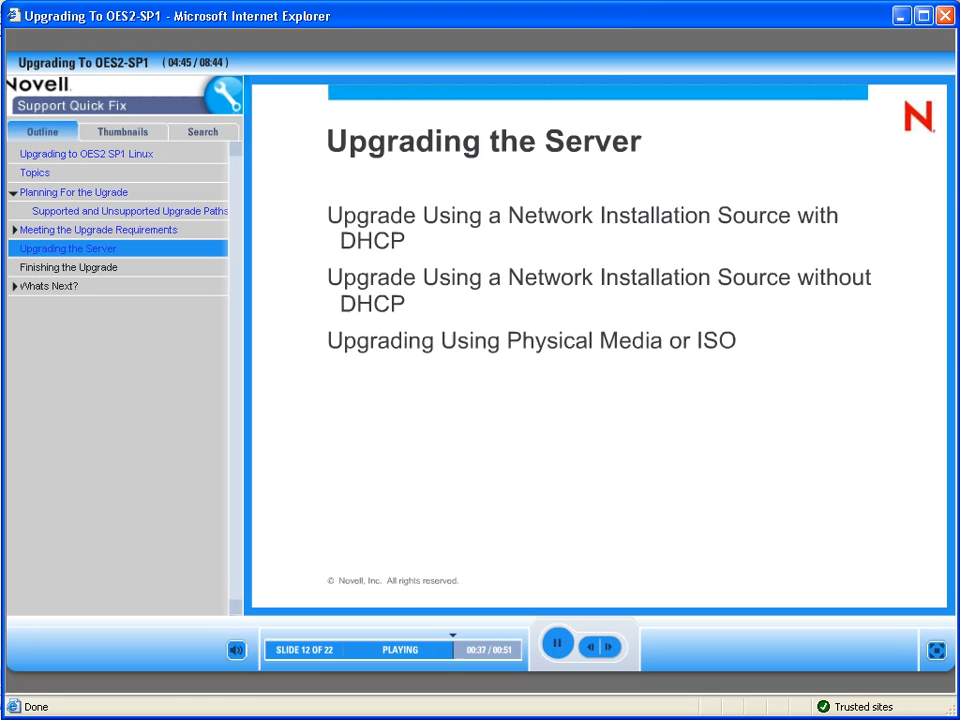 Upgrading To OES2-SP1 - Microsoft Internet Explorer
Upgrading To OES2-SP1 ( 04:45 / 08:44 )
Novell.
Support Quick Fix
Outline Thumbnails Search
Upgrading to OES2 SP1 Linux
Topics
Planning For the Ugrade
Supported and Unsupported Upgrade Paths
Meeting the Upgrade Requirements
Upgrading the Server
Finishing the Upgrade
Whats Next?
N
Upgrading the Server
Upgrade Using a Network Installation Source with
DHCP
Upgrade Using a Network Installation Source without
DHCP
Upgrading Using Physical Media or ISO
© Novell, Inc. All rights reserved.
SLIDE 12 OF 22 PLAYING 00:37 / 00:51
Done Trusted sites